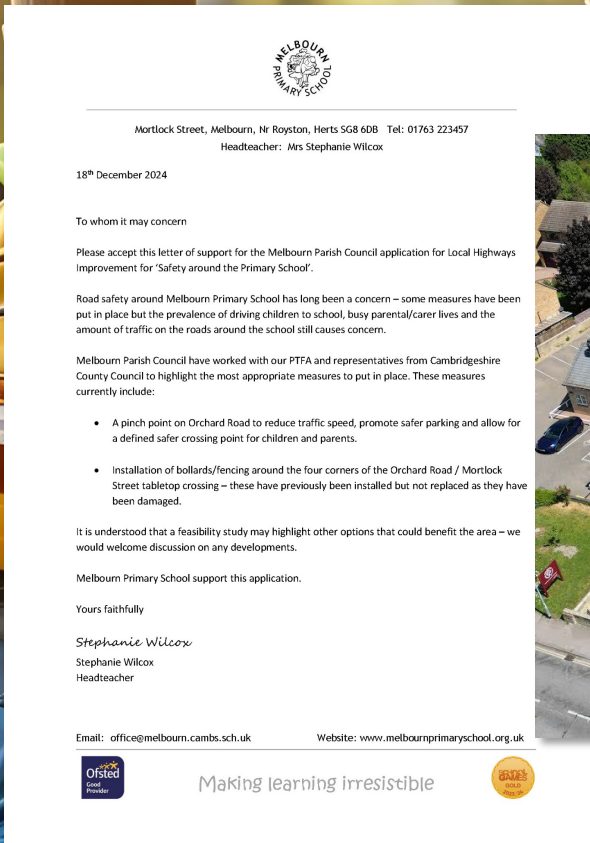 MELBOURN
PRIMARY SCHOOL
Mortlock Street, Melbourn, Nr Royston, Herts SG8 6DB Tel: 01763 223457
Headteacher: Mrs Stephanie Wilcox
18th December 2024
To whom it may concern
Please accept this letter of support for the Melbourn Parish Council application for Local Highways
Improvement for ‘Safety around the Primary School’.
Road safety around Melbourn Primary School has long been a concern – some measures have been
put in place but the prevalence of driving children to school, busy parental/carer lives and the
amount of traffic on the roads around the school still causes concern.
Melbourn Parish Council have worked with our PTFA and representatives from Cambridgeshire
County Council to highlight the most appropriate measures to put in place. These measures
currently include:
• A pinch point on Orchard Road to reduce traffic speed, promote safer parking and allow for
a defined safer crossing point for children and parents.
• Installation of bollards/fencing around the four corners of the Orchard Road / Mortlock
Street tabletop crossing – these have previously been installed but not replaced as they have
been damaged.
It is understood that a feasibility study may highlight other options that could benefit the area – we
would welcome discussion on any developments.
Melbourn Primary School support this application.
Yours faithfully
Stephanie Wilcox
Stephanie Wilcox
Headteacher
Email: office@melbourn.cambs.sch.uk Website: www.melbournprimaryschool.org.uk
Ofsted
Good
Provider
Making learning irresistible
SCHOOL
GAMES
GOLD